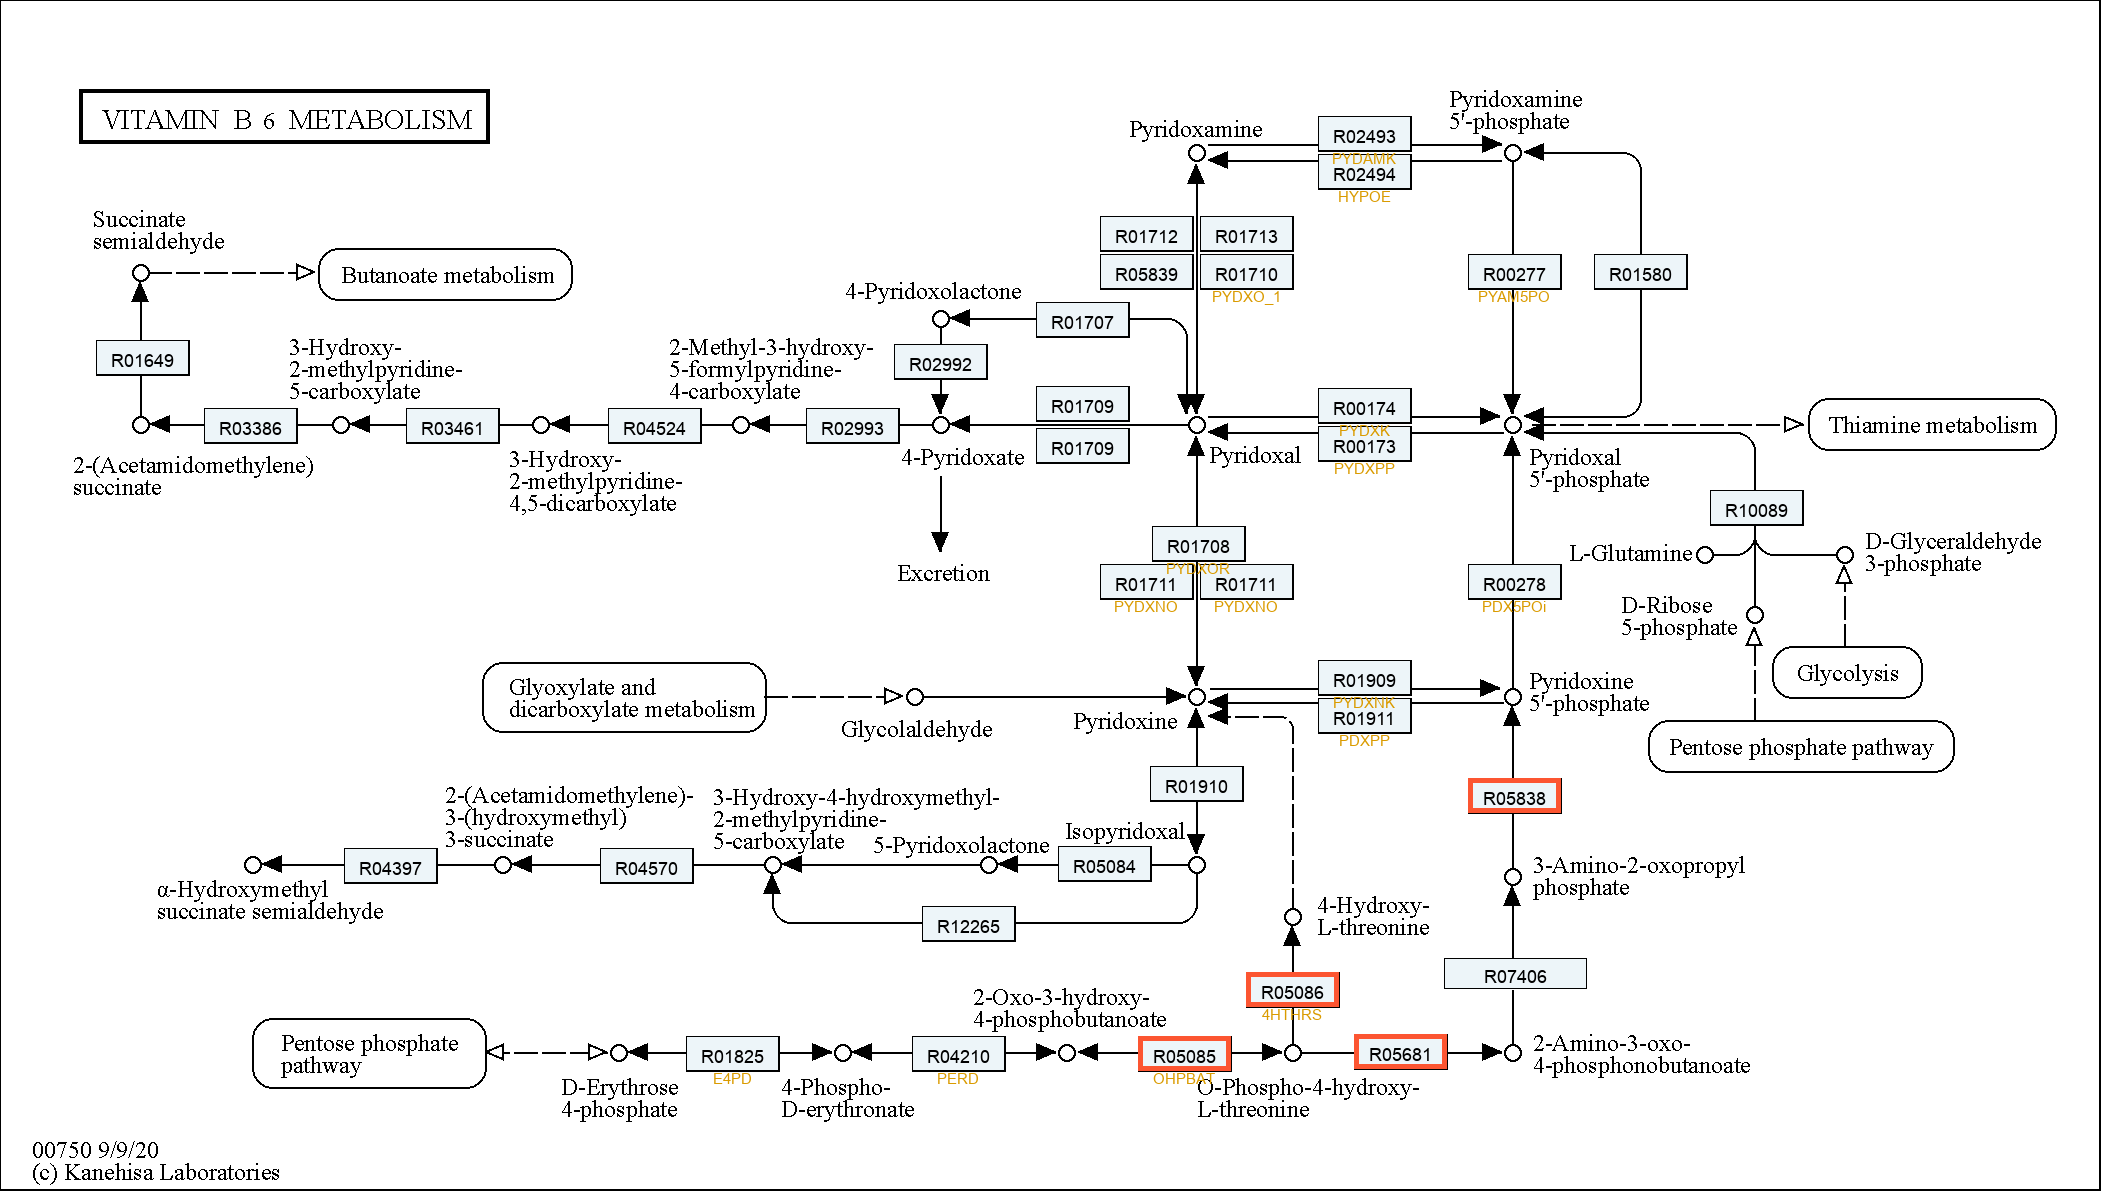 VITAMIN B 6 METABOLISM
Pyridoxamine
5'-phosphate
Pyridoxamine
R02493
PYDAMK
R02494
HYPOE
Succinate
semialdehyde
Butanoate metabolism
R01712
R01713
R05839
R01710
PYDXO_1
R00277
PYAM5PO
R01580
4-Pyridoxolactone
R01707
R01649
3-Hydroxy-
2-methylpyridine-
5-carboxylate
2-Methyl-3-hydroxy-
5-formylpyridine-
4-carboxylate
R02992
R03386
R03461
R04524
R02993
R01709
R01709
R00174
PYDXK
R00173
PYDXPP
Thiamine metabolism
2-(Acetamidomethylene)
succinate
3-Hydroxy-
2-methylpyridine-
4,5-dicarboxylate
4-Pyridoxate
Pyridoxal
Pyridoxal
5'-phosphate
R10089
Excretion
R01708
PYDXOR
R01711
PYDXNO
R01711
PYDXNO
R00278
PDX5POi
L-Glutamine
D-Glyceraldehyde
3-phosphate
D-Ribose
5-phosphate
Glycolysis
Glyoxylate and
dicarboxylate metabolism
Glycolaldehyde
Pyridoxine
R01909
PYDXNK
R01911
PDXPP
Pyridoxine
5'-phosphate
Pentose phosphate pathway
R01910
R05838
2-(Acetamidomethylene)-
3-(hydroxymethyl)
3-succinate
3-Hydroxy-4-hydroxymethyl-
2-methylpyridine-
5-carboxylate
5-Pyridoxolactone
Isopyridoxal
R04397
R04570
R05084
R12265
α-Hydroxymethyl
succinate semialdehyde
3-Amino-2-oxopropyl
phosphate
4-Hydroxy-
L-threonine
R05086
4HTHRS
R07406
2-Oxo-3-hydroxy-
4-phosphobutanoate
Pentose phosphate
pathway
R01825
E4PD
R04210
PERD
R05085
OHPBAT
R05681
D-Erythrose
4-phosphate
4-Phospho-
D-erythronate
O-Phospho-4-hydroxy-
L-threonine
2-Amino-3-oxo-
4-phosphonobutanoate
00750 9/9/20
(c) Kanehisa Laboratories